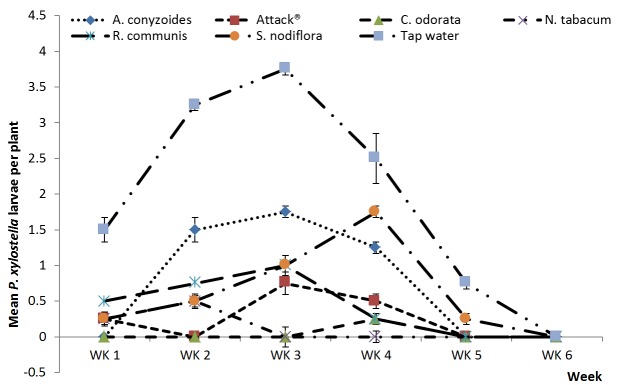 A. conyzoides Attack® C. odorata N. tabacum
R. communis S. nodiflora Tap water
Mean P. xylostella larvae per plant
4.5
4
3.5
3
2.5
2
1.5
1
0.5
0
-0.5
WK 1 WK 2 WK 3 WK 4 WK 5 WK 6
Week